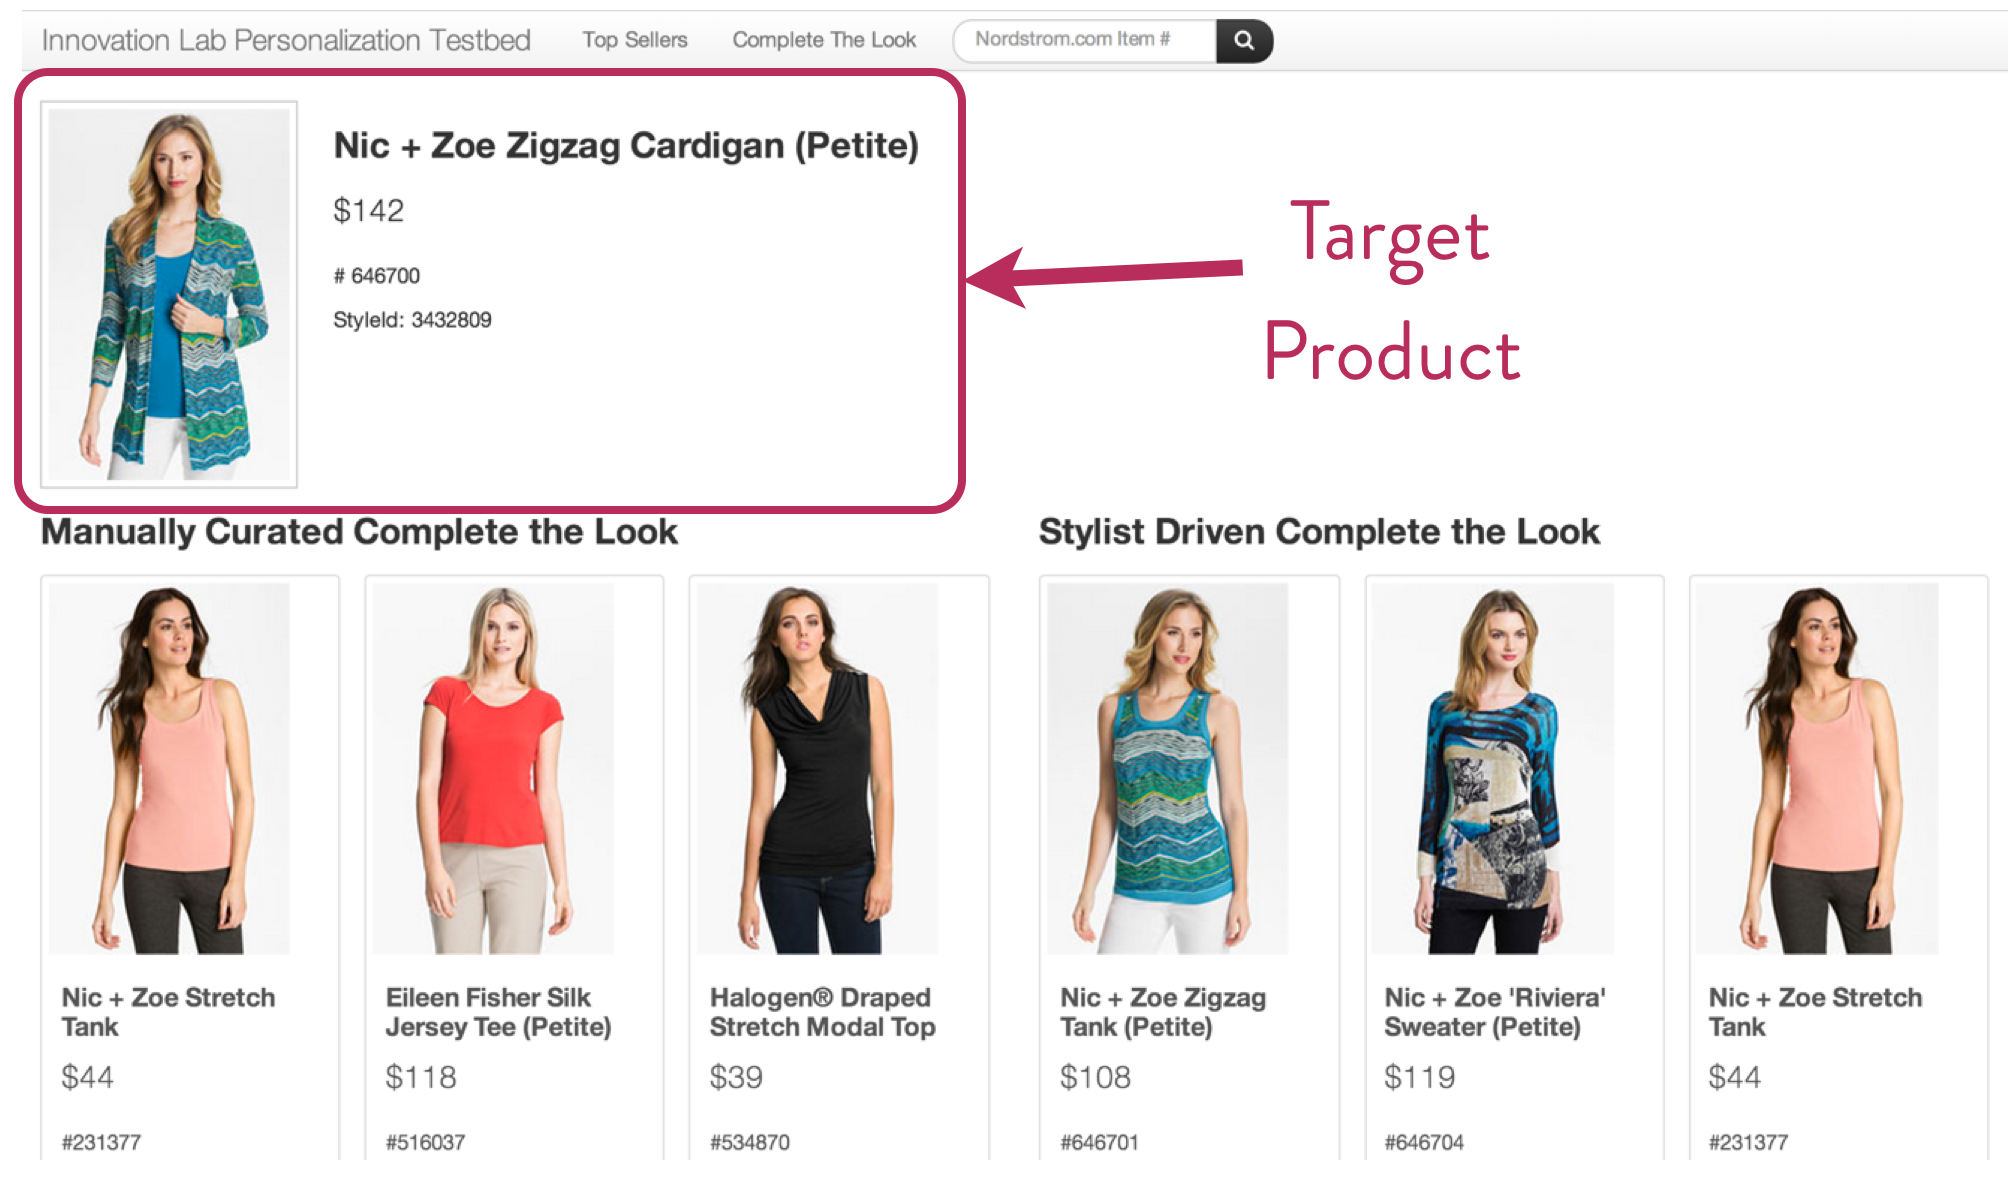 Innovation Lab Personalization Testbed
Top Sellers
Complete The Look
Nordstrom.com Item #
Nic + Zoe Zigzag Cardigan (Petite)
$142
# 646700
StyleId: 3432809
Target
Product
Manually Curated Complete the Look
Nic + Zoe Stretch
Tank
$44
#231377
Eileen Fisher Silk
Jersey Tee (Petite)
$118
#516037
Halogen® Draped
Stretch Modal Top
$39
#534870
Stylist Driven Complete the Look
Nic + Zoe Zigzag
Tank (Petite)
$108
#646701
Nic + Zoe 'Riviera'
Sweater (Petite)
$119
#646704
Nic + Zoe Stretch
Tank
$44
#231377